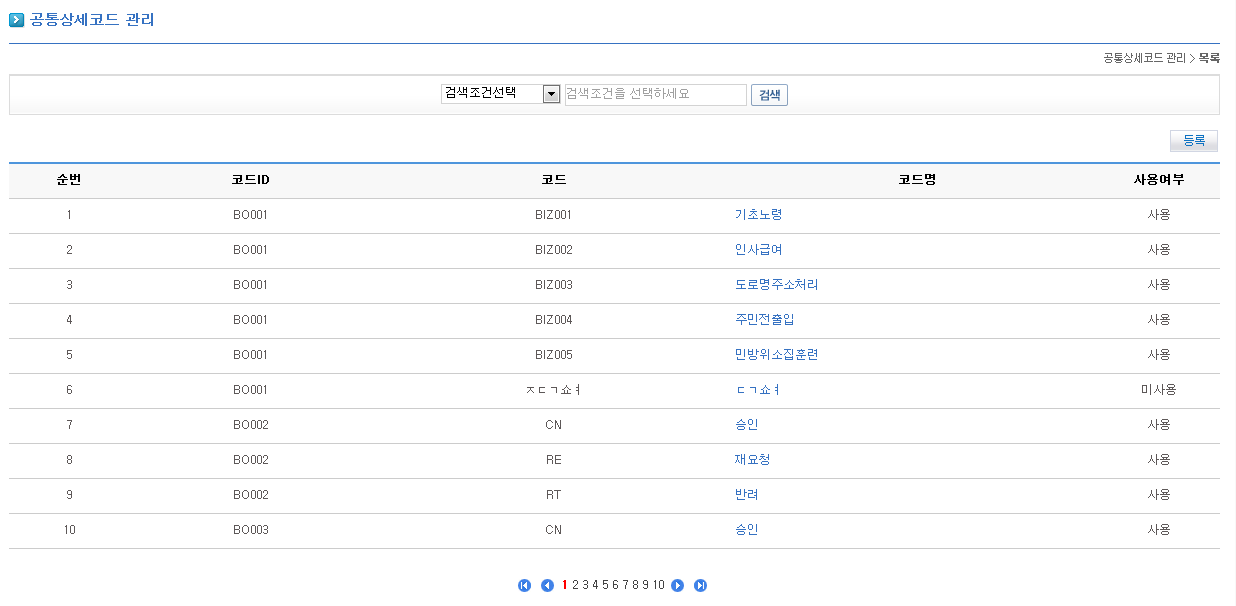 공통상세코드 관리
공통상세코드 관리 > 목록
검색조건선택 검색조건을 선택하세요 검색
등록
순번 코드ID 코드 코드명 사용여부
1 BO001 BIZ001 기초노령 사용
2 BO001 BIZ002 인사급여 사용
3 BO001 BIZ003 도로명주소처리 사용
4 BO001 BIZ004 주민전출입 사용
5 BO001 BIZ005 민방위소집훈련 사용
6 BO001 ㅈㄷㄱ쇼ㅕ ㄷㄱ쇼ㅕ 미사용
7 BO002 CN 승인 사용
8 BO002 RE 재요청 사용
9 BO002 RT 반려 사용
10 BO003 CN 승인 사용
1 2 3 4 5 6 7 8 9 10